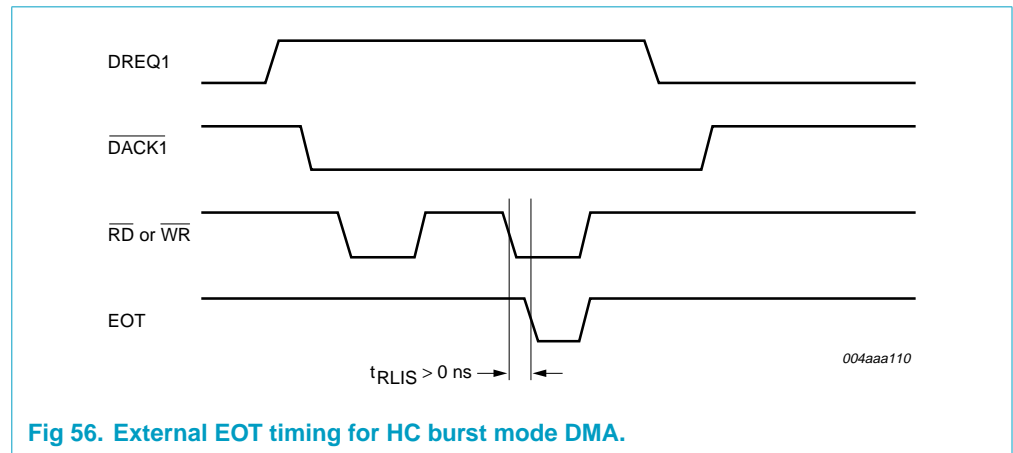 DREQ1
DACK1
RD or WR
EOT
tRLIS > 0 ns
004aaa110
Fig 56. External EOT timing for HC burst mode DMA.